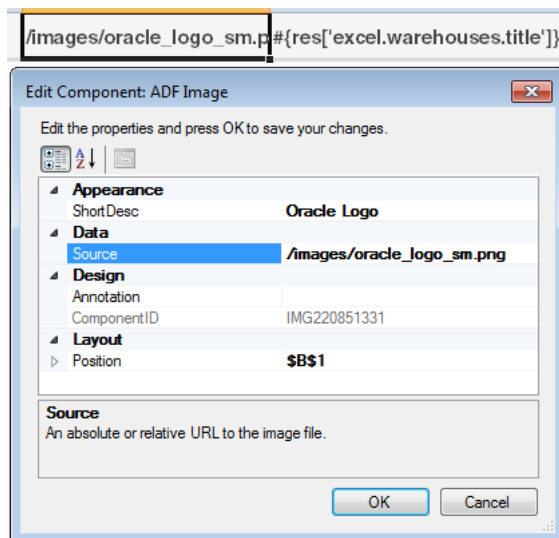 /images/oracle_logo_sm.p#{res['excel.warehouses.title']}
Edit Component: ADF Image
Edit the properties and press OK to save your changes.
Appearance
ShortDesc Oracle Logo
Data
Source /images/oracle_logo_sm.png
Design
Annotation
ComponentID IMG220851331
Layout
Position $B$1
Source
An absolute or relative URL to the image file.
OK Cancel